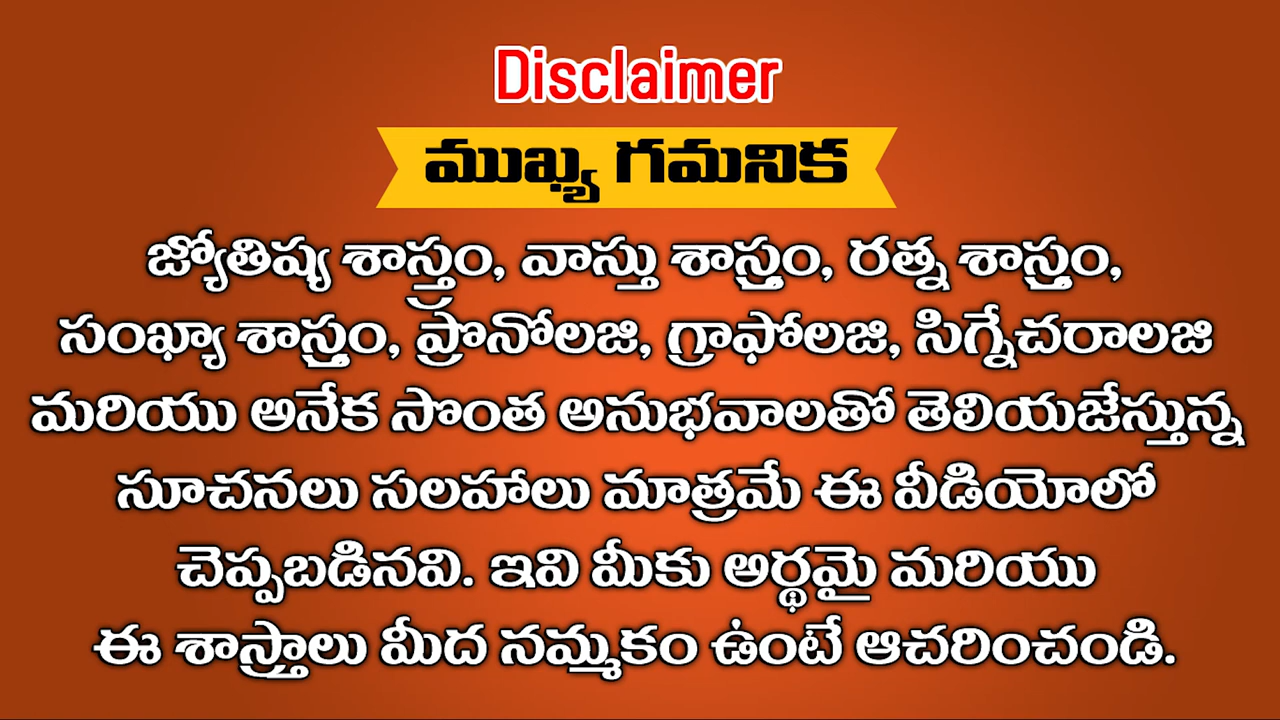 Disclaimer
ముఖ్య గమనిక
జ్యోతిష్య శాస్త్రం, వాస్తు శాస్త్రం, రత్న శాస్త్రం,
సంఖ్యా శాస్త్రం, ప్రొనోలజి, గ్రాఫోలజి, సిగ్నేచరాలజి
మరియు అనేక సొంత అనుభవాలతో తెలియజేస్తున్న
సూచనలు సలహాలు మాత్రమే ఈ వీడియోలో
చెప్పబడినవి. ఇవి మీకు అర్థమై మరియు
ఈ శాస్త్రాలు మీద నమ్మకం ఉంటే ఆచరించండి.